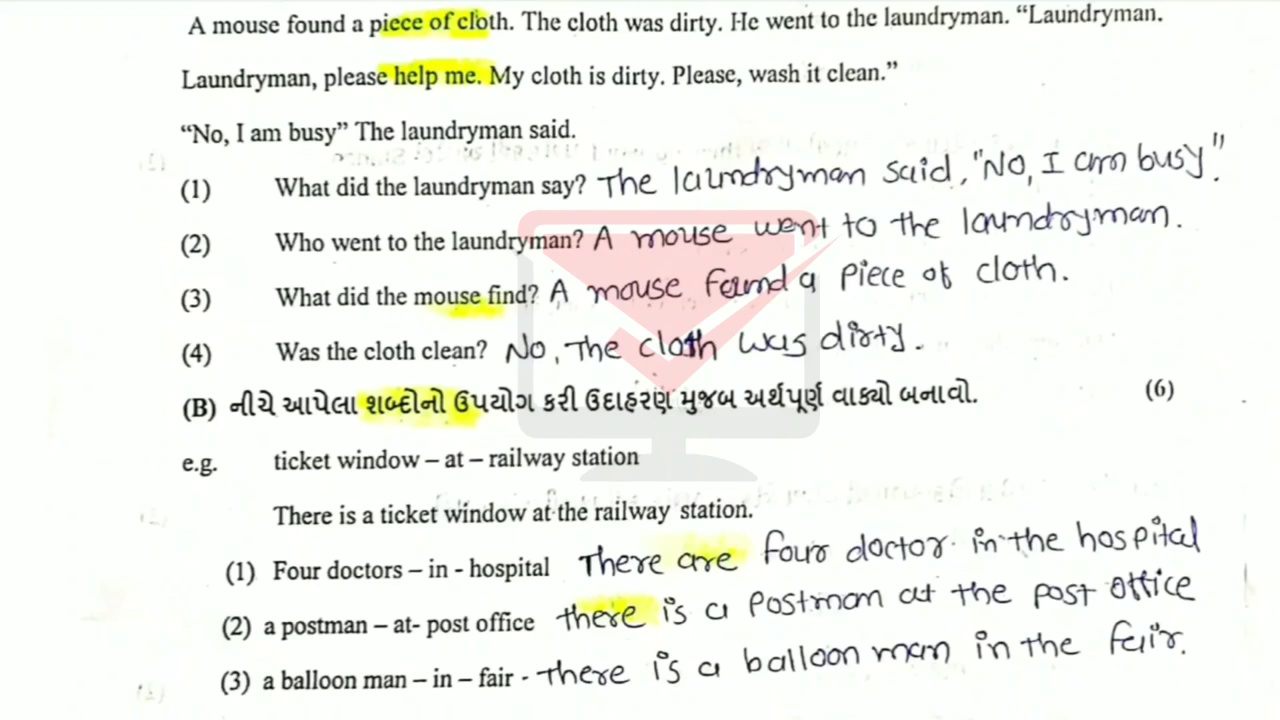 A mouse found a piece of cloth. The cloth was dirty. He went to the laundryman. “Laundryman.
Laundryman, please help me. My cloth is dirty. Please, wash it clean.”
“No, I am busy” The laundryman said.
(1) What did the laundryman say? The laundryman said, "No, I am busy".
(2) Who went to the laundryman? A mouse went to the laundryman.
(3) What did the mouse find? A mouse found a piece of cloth.
(4) Was the cloth clean? No, The cloth was dirty.
(B) નીચે આપેલા શબ્દોનો ઉપયોગ કરી ઉદાહરણ મુજબ અર્થપૂર્ણ વાક્યો બનાવો. (6)
e.g. ticket window – at – railway station
There is a ticket window at the railway station.
(1) Four doctors – in - hospital There are four doctor in the hospital
(2) a postman – at- post office there is a Postman at the post office
(3) a balloon man – in – fair - there is a balloon man in the fair.